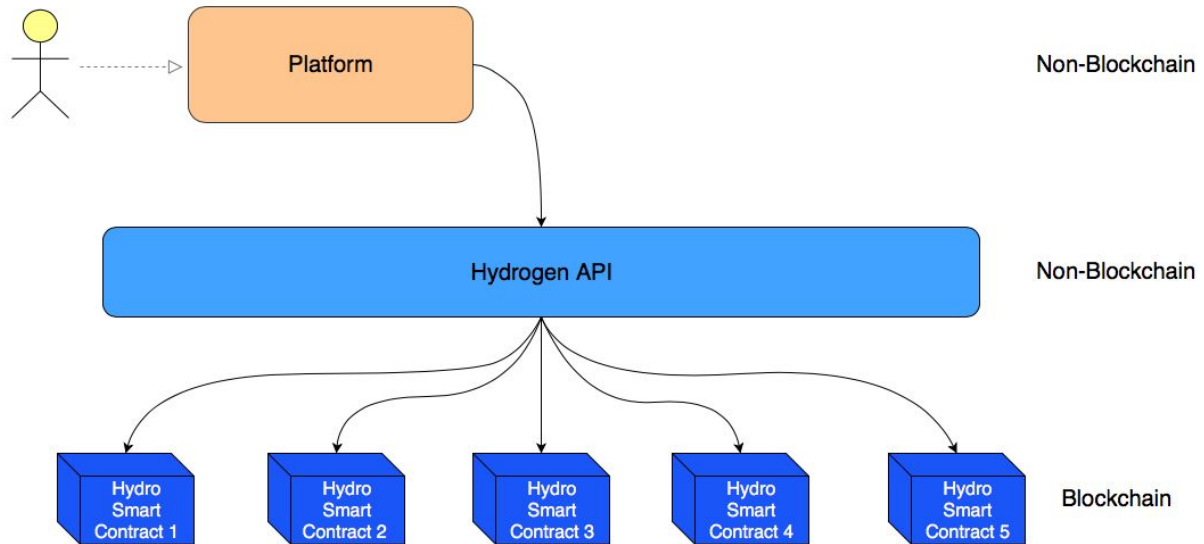 Platform
Non-Blockchain
Hydrogen API
Non-Blockchain
Hydro
Smart
Contract 1
Hydro
Smart
Contract 2
Hydro
Smart
Contract 3
Hydro
Smart
Contract 4
Hydro
Smart
Contract 5
Blockchain